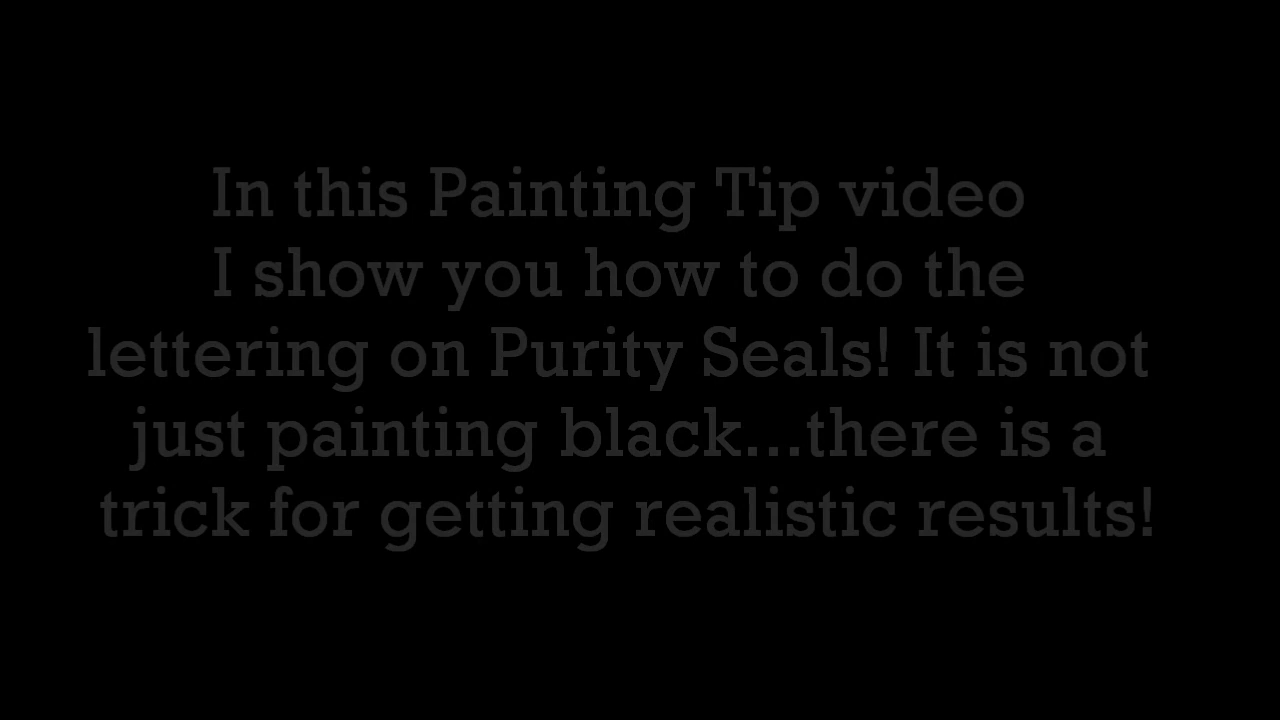 In this Painting Tip video
I show you how to do the
lettering on Purity Seals! It is not
just painting black...there is a
trick for getting realistic results!